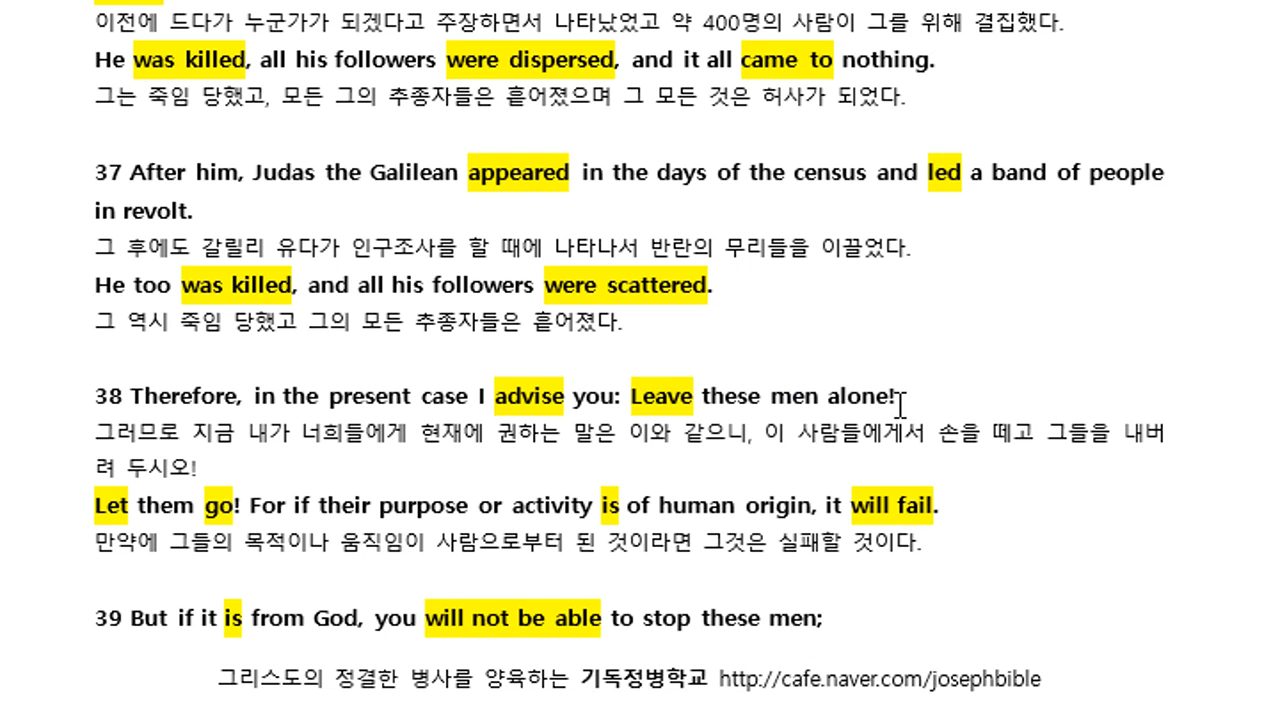 이전에 드다가 누군가가 되겠다고 주장하면서 나타났었고 약 400명의 사람이 그를 위해 결집했다.
He was killed, all his followers were dispersed, and it all came to nothing.
그는 죽임 당했고, 모든 그의 추종자들은 흩어졌으며 그 모든 것은 허사가 되었다.
37 After him, Judas the Galilean appeared in the days of the census and led a band of people
in revolt.
그 후에도 갈릴리 유다가 인구조사를 할 때에 나타나서 반란의 무리들을 이끌었다.
He too was killed, and all his followers were scattered.
그 역시 죽임 당했고 그의 모든 추종자들은 흩어졌다.
38 Therefore, in the present case I advise you: Leave these men alone!
그러므로 지금 내가 너희들에게 현재에 권하는 말은 이와 같으니, 이 사람들에게서 손을 떼고 그들을 내버
려 두시오!
Let them go! For if their purpose or activity is of human origin, it will fail.
만약에 그들의 목적이나 움직임이 사람으로부터 된 것이라면 그것은 실패할 것이다.
39 But if it is from God, you will not be able to stop these men;
그리스도의 정결한 병사를 양육하는 기독정병학교 http://cafe.naver.com/josephbible